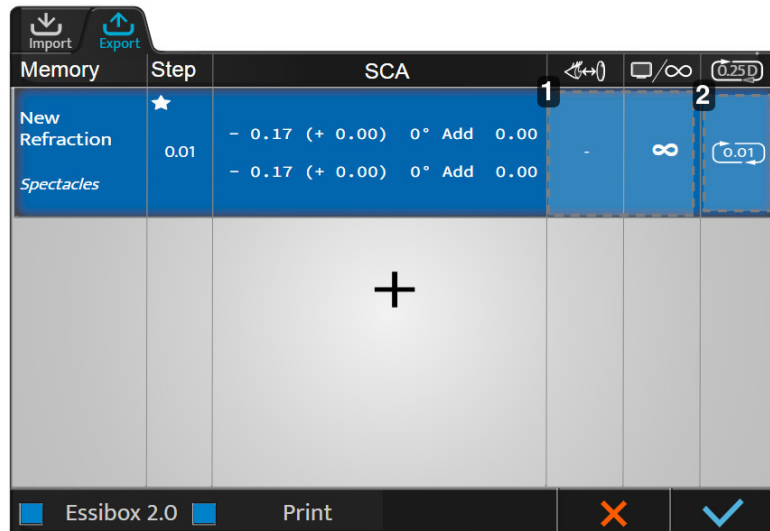 Import Export
Memory Step SCA /∞ 0.25D
1 2
New
Refraction
Spectacles
0.01
- 0.17 (+ 0.00) 0° Add 0.00
- 0.17 (+ 0.00) 0° Add 0.00
- ∞ 0.01
+
Essibox 2.0 Print